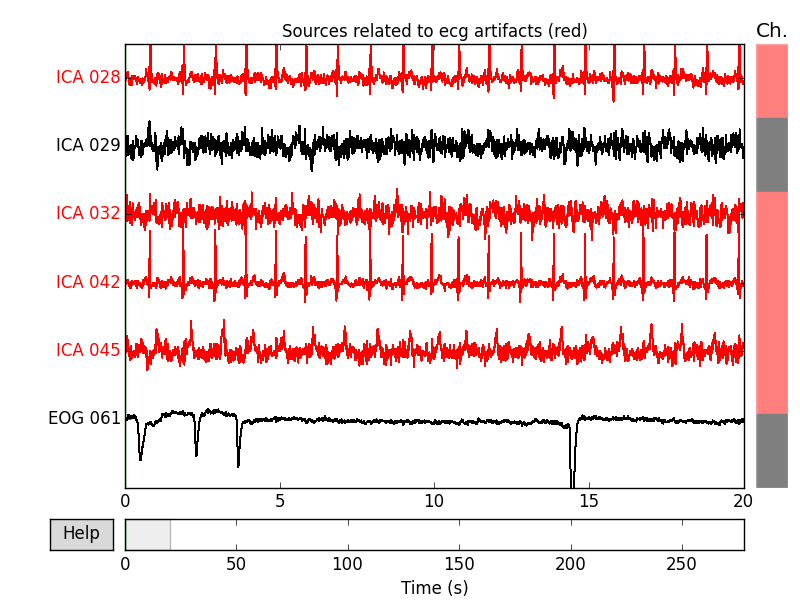 Sources related to ecg artifacts (red)
Ch.
ICA 028
ICA 029
ICA 032
ICA 042
ICA 045
EOG 061
0 5 10 15 20
Help
0 50 100 150 200 250
Time (s)